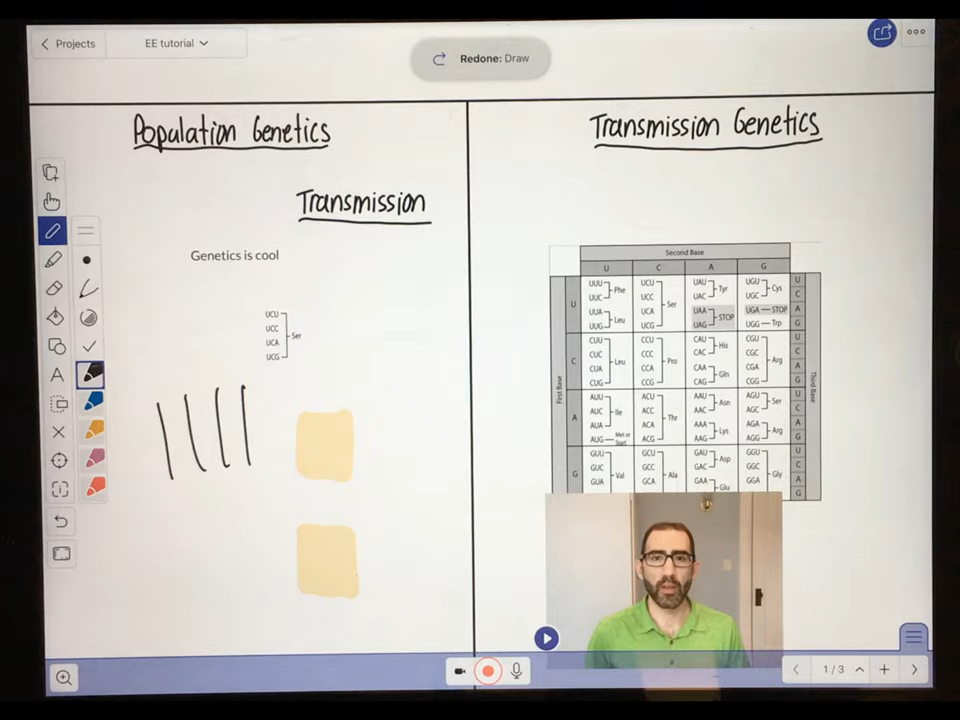 Projects
EE tutorial
Redone: Draw
Population Genetics
Transmission Genetics
Transmission
Genetics is cool
UCU
UCC
UCA
UCG
Ser
A
Second Base
U C A G
First Base
Third Base
U
UUU UCU UAU UGU U
UUC UCC UAC UGC C
UUA UCA UAA UGA STOP A
UUG UCG UAG UGG Trp G
Phe Leu Ser Tyr STOP Cys
C
CUU CCU CAU CGU U
CUC CCC CAC CGC C
CUA CCA CAA CGA A
CUG CCG CAG CGG G
Leu Pro His Gln Arg
A
AUU ACU AAU AGU U
AUC ACC AAC AGC C
AUA ACA AAA AGA A
AUG Met or Start ACG AAG AGG G
Ile Thr Asn Lys Ser Arg
G
GUU GCU GAU GGU U
GUC GCC GAC GGC C
GUA GCA GAA GGA A
G
Val Ala Asp Glu Gly
1/3